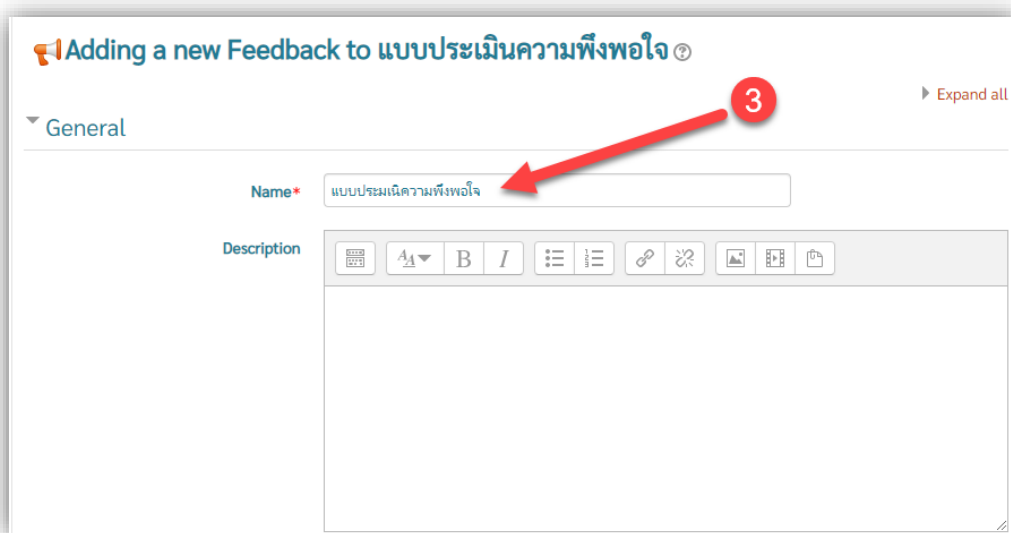 Adding a new Feedback to แบบประเมินความพึงพอใจ
Expand all
General
3
Name*
แบบประมเนิความพึงพอใจ
Description
B I